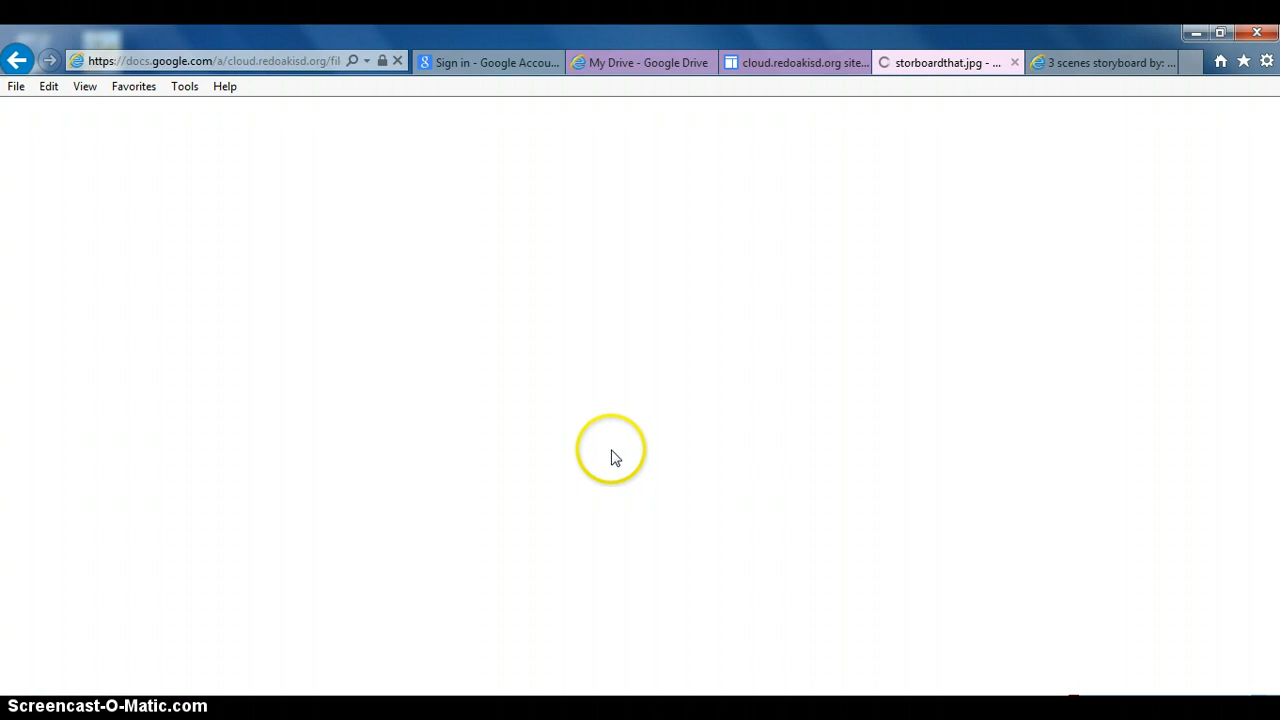 https://docs.google.com/a/cloud.redoakisd.org/fil
Sign in - Google Accou...
My Drive - Google Drive
cloud.redoakisd.org site...
storboardthat.jpg - ...
3 scenes storyboard by: ...
File Edit View Favorites Tools Help
Screencast-O-Matic.com